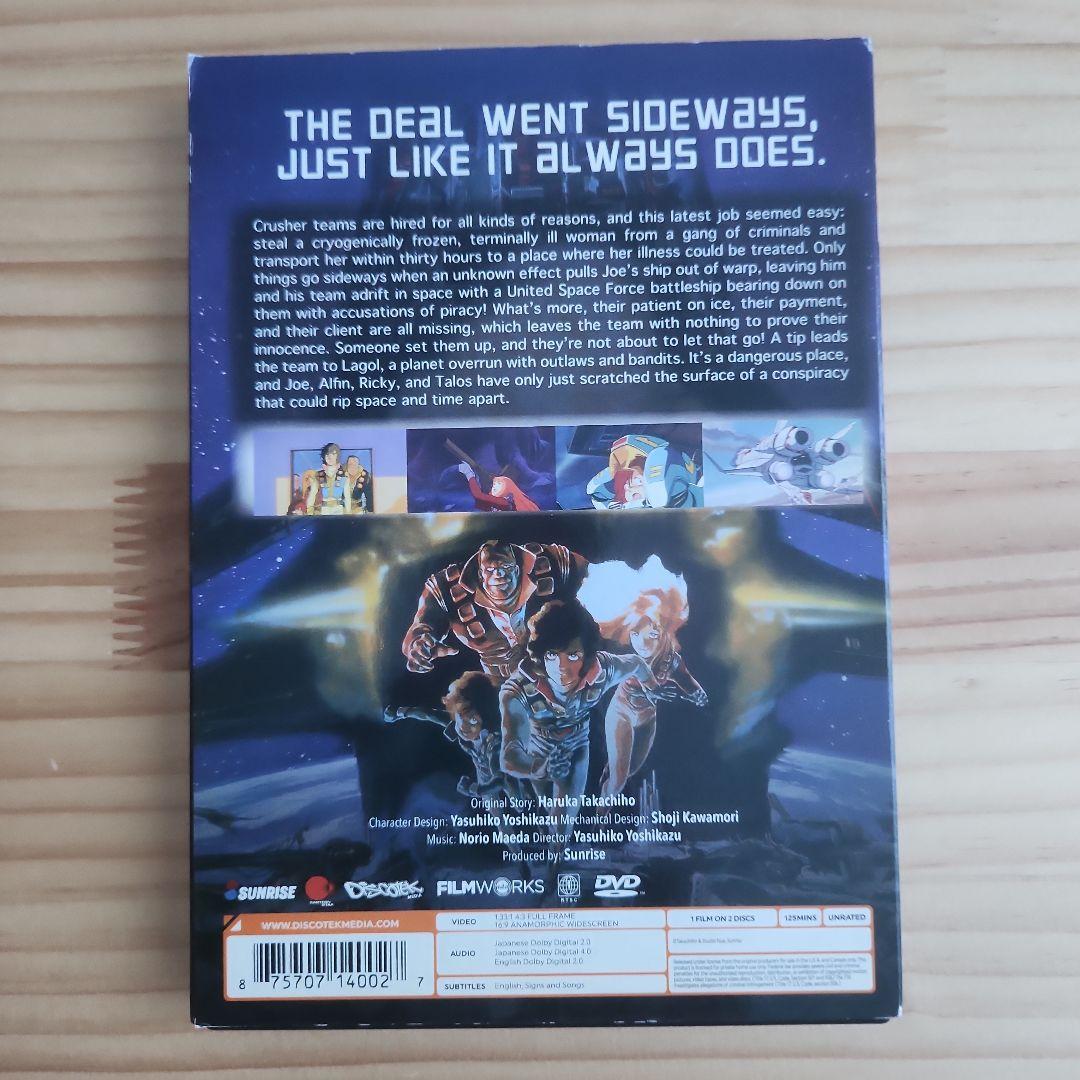 THE DEAL WENT SIDEWAYS,
JUST LIKE IT ALWAYS DOES.
Crusher teams are hired for all kinds of reasons, and this latest job seemed easy:
steal a cryogenically frozen, terminally ill woman from a gang of criminals and
transport her within thirty hours to a place where her illness could be treated. Only
things go sideways when an unknown effect pulls Joe's ship out of warp, leaving him
and his team adrift in space with a United Space Force battleship bearing down on
them with accusations of piracy! What's more, their patient on ice, their payment,
and their client are all missing, which leaves the team with nothing to prove their
innocence. Someone set them up, and they're not about to let that go! A tip leads
the team to Lagol, a planet overrun with outlaws and bandits. It's a dangerous place,
and Joe, Alfin, Ricky, and Talos have only just scratched the surface of a conspiracy
that could rip space and time apart.
Original Story: Haruka Takachiho
Character Design: Yasuhiko Yoshikazu Mechanical Design: Shoji Kawamori
Music: Norio Maeda Director: Yasuhiko Yoshikazu
Produced by: Sunrise
SUNRISE DISCOTEK MEDIA FILMWORKS NTSC DVD
WWW.DISCOTEKMEDIA.COM
8 75707 14002 7
VIDEO
1.33:1 4:3 FULL FRAME
16:9 ANAMORPHIC WIDESCREEN
AUDIO
Japanese Dolby Digital 2.0
Japanese Dolby Digital 4.0
English Dolby Digital 2.0
SUBTITLES
English, Signs and Songs
1 FILM ON 2 DISCS
125MINS
UNRATED